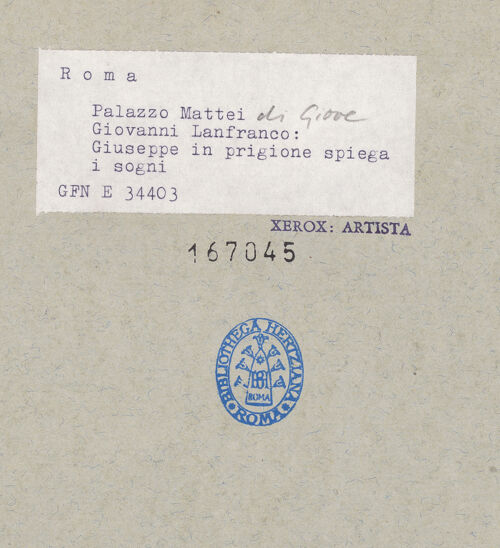 R o m a
Palazzo Mattei di Giove
Giovanni Lanfranco:
Giuseppe in prigione spiega
i sogni
GFN E 34403
XEROX: ARTISTA
167045
BIBLIOTHECA HERTZIANA
ROMA
ROMA